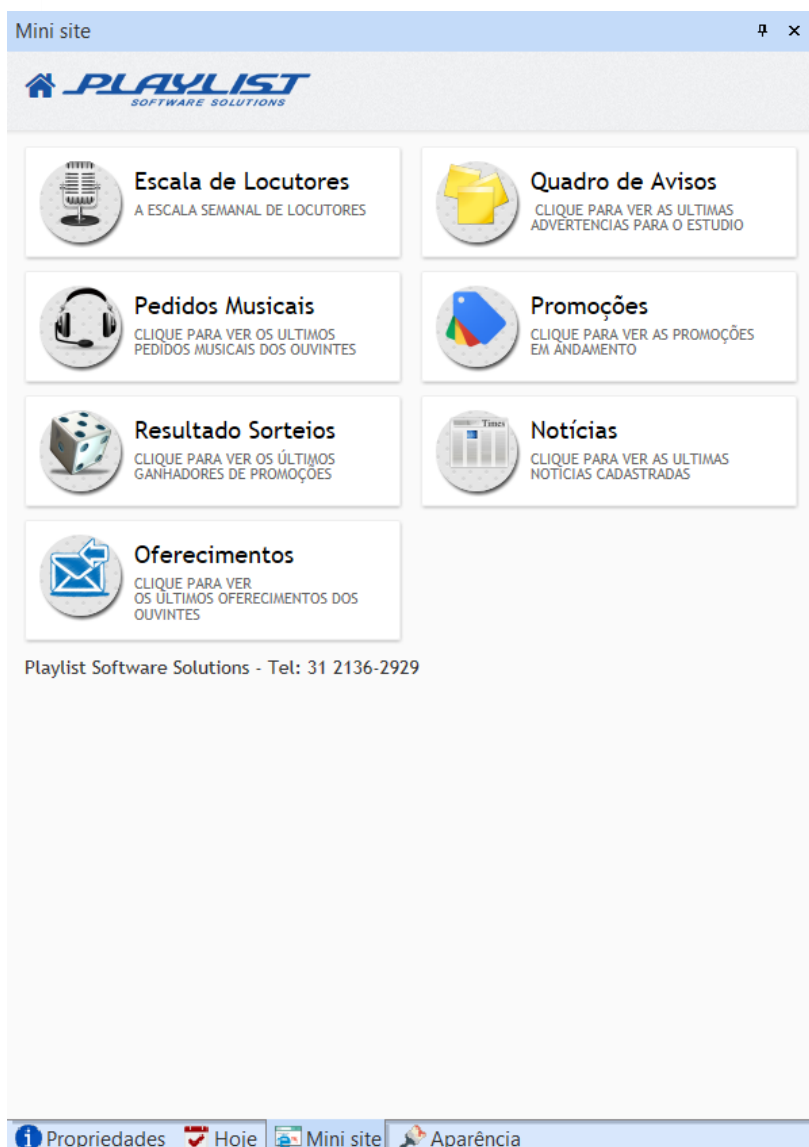 Mini site
PLAYLIST
SOFTWARE SOLUTIONS
Escala de Locutores
A ESCALA SEMANAL DE LOCUTORES
Quadro de Avisos
CLIQUE PARA VER AS ULTIMAS
ADVERTENCIAS PARA O ESTUDIO
Pedidos Musicais
CLIQUE PARA VER OS ULTIMOS
PEDIDOS MUSICAIS DOS OUVINTES
Promoções
CLIQUE PARA VER AS PROMOÇÕES
EM ANDAMENTO
Resultado Sorteios
CLIQUE PARA VER OS ÚLTIMOS
GANHADORES DE PROMOÇÕES
Times
Notícias
CLIQUE PARA VER AS ULTIMAS
NOTÍCIAS CADASTRADAS
Oferecimentos
CLIQUE PARA VER
OS ÚLTIMOS OFERECIMENTOS DOS
OUVINTES
Playlist Software Solutions - Tel: 31 2136-2929
Propriedades Hoje Mini site Aparência